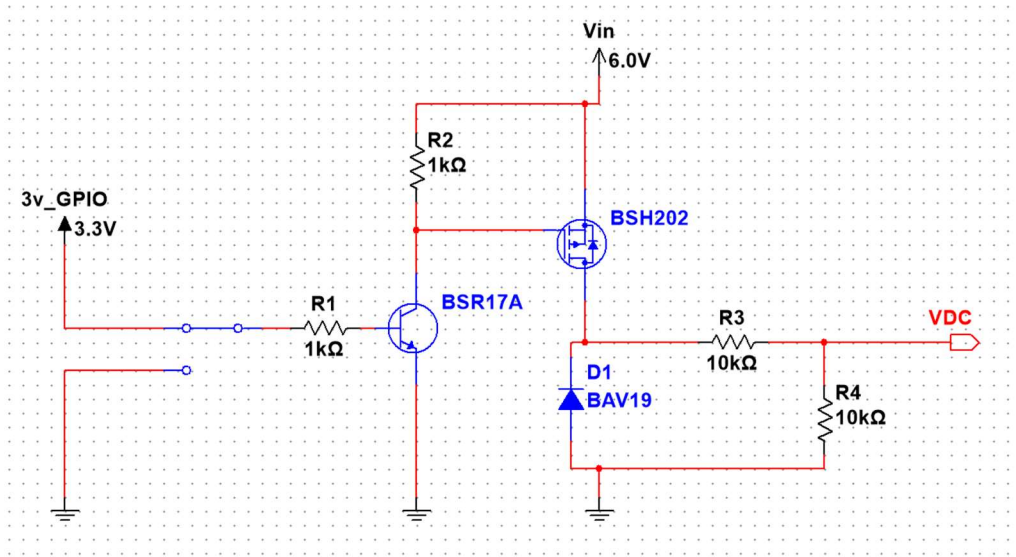 Vin
6.0V
R2
1kΩ
3v_GPIO
3.3V
BSH202
R1
1kΩ
BSR17A
R3
10kΩ
VDC
D1
BAV19
R4
10kΩ